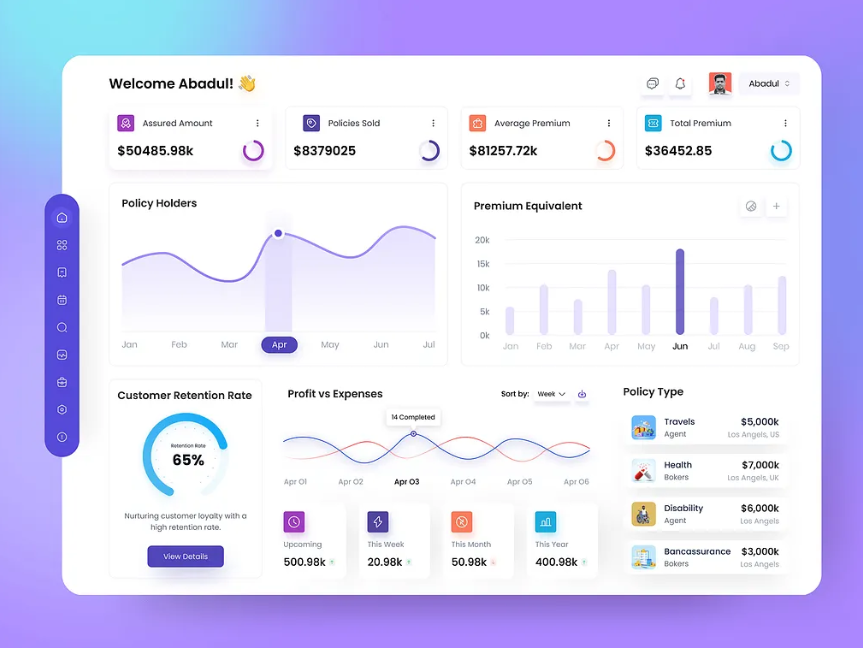 Welcome Abadul! 👋
Abadul
Assured Amount
$50485.98k
Policies Sold
$8379025
Average Premium
$81257.72k
Total Premium
$36452.85
Policy Holders
Jan Feb Mar Apr May Jun Jul
Premium Equivalent
20k
15k
10k
5k
0k
Jan Feb Mar Apr May Jun Jul Aug Sep
Customer Retention Rate
Retention Rate
65%
Nurturing customer loyalty with a
high retention rate.
View Details
Profit vs Expenses
Sort by: Week
14 Completed
Apr 01 Apr 02 Apr 03 Apr 04 Apr 05 Apr 06
Upcoming
500.98k
This Week
20.98k
This Month
50.98k
This Year
400.98k
Policy Type
Travels $5,000k
Agent Los Angels, US
Health $7,000k
Bokers Los Angels, UK
Disability $6,000k
Agent Los Angels
Bancassurance $3,000k
Bokers Los Angels